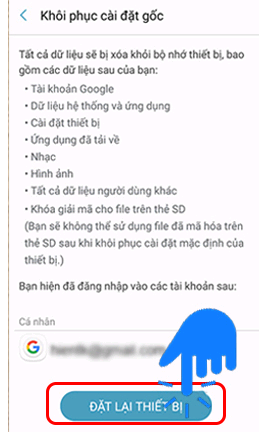 Khôi phục cài đặt gốc
Tất cả dữ liệu sẽ bị xóa khỏi bộ nhớ thiết bị, bao
gồm các dữ liệu sau của bạn:
• Tài khoản Google
• Dữ liệu hệ thống và ứng dụng
• Cài đặt thiết bị
• Ứng dụng đã tải về
• Nhạc
• Hình ảnh
• Tất cả dữ liệu người dùng khác
• Khóa giải mã cho file trên thẻ SD
(Bạn sẽ không thể sử dụng file đã mã hóa trên
thẻ SD sau khi khôi phục cài đặt mặc định của
thiết bị.)
Bạn hiện đã đăng nhập vào các tài khoản sau:
Cá nhân
ĐẶT LẠI THIẾT BỊ